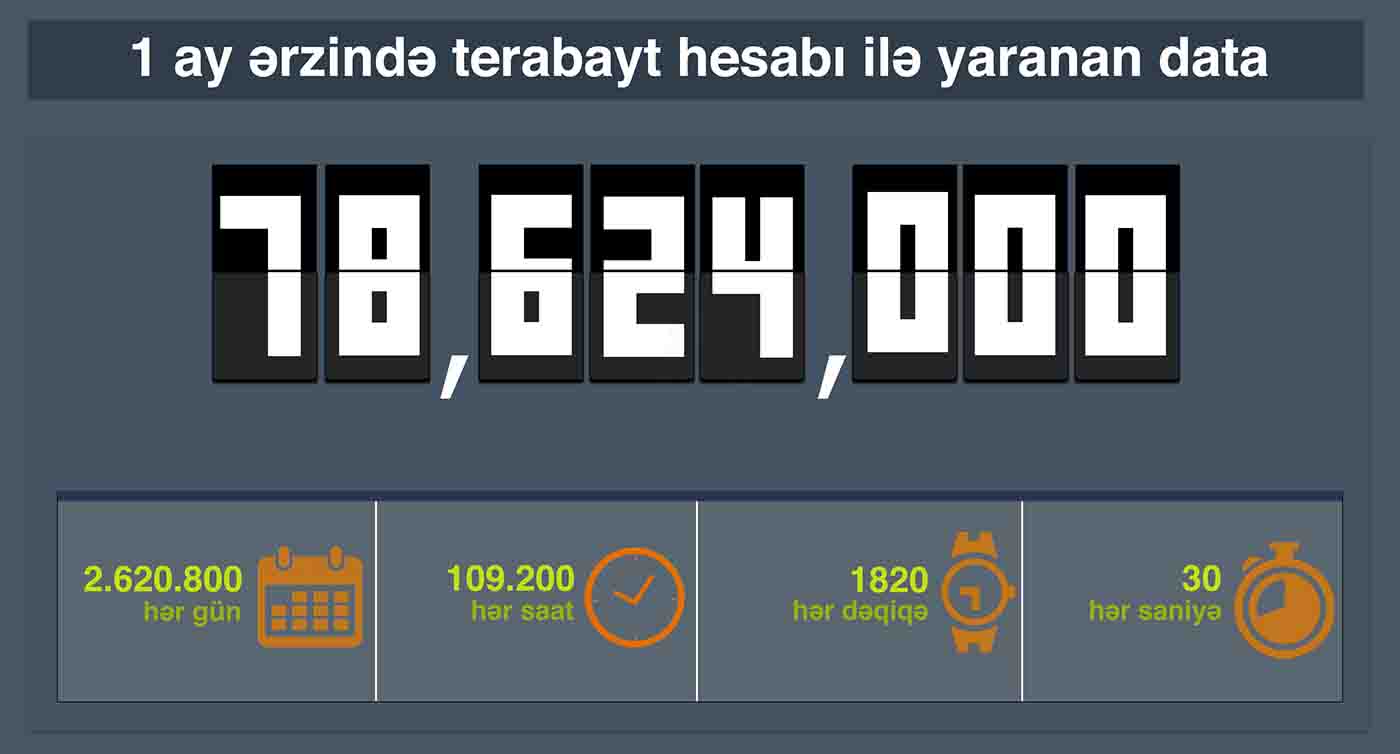 1 ay ərzində terabayt hesabı ilə yaranan data
78,624,000
2.620.800
hər gün
109.200
hər saat
1820
hər dəqiqə
30
hər saniyə